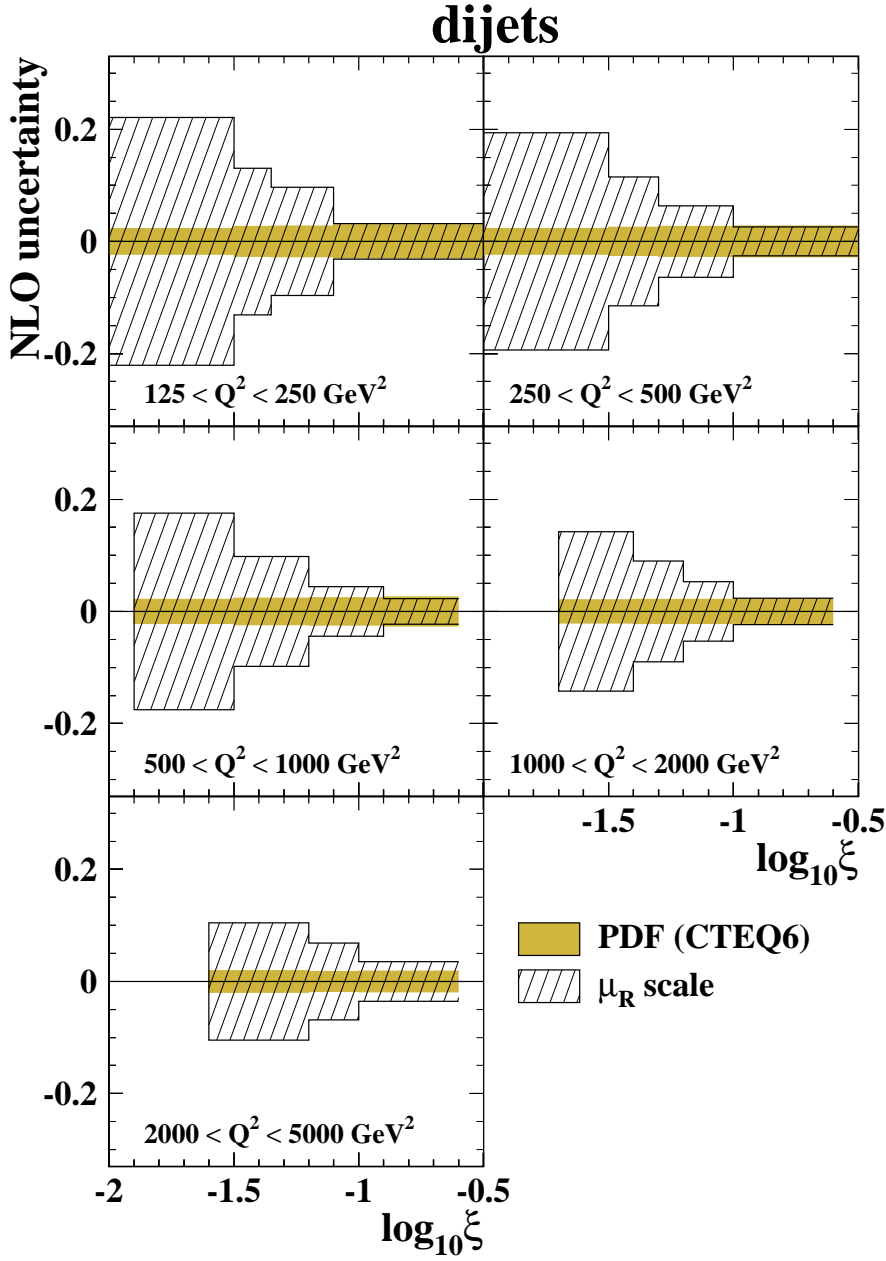 dijets
NLO uncertainty
0.2
0
-0.2
125 < Q² < 250 GeV²
250 < Q² < 500 GeV²
0.2
0
-0.2
500 < Q² < 1000 GeV²
1000 < Q² < 2000 GeV²
-1.5 -1 -0.5
log₁₀ξ
0.2
0
-0.2
PDF (CTEQ6)
μ_R scale
2000 < Q² < 5000 GeV²
-2 -1.5 -1 -0.5
log₁₀ξ